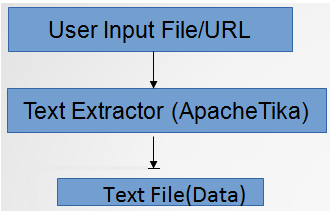 User Input File/URL
Text Extractor (ApacheTika)
Text File(Data)